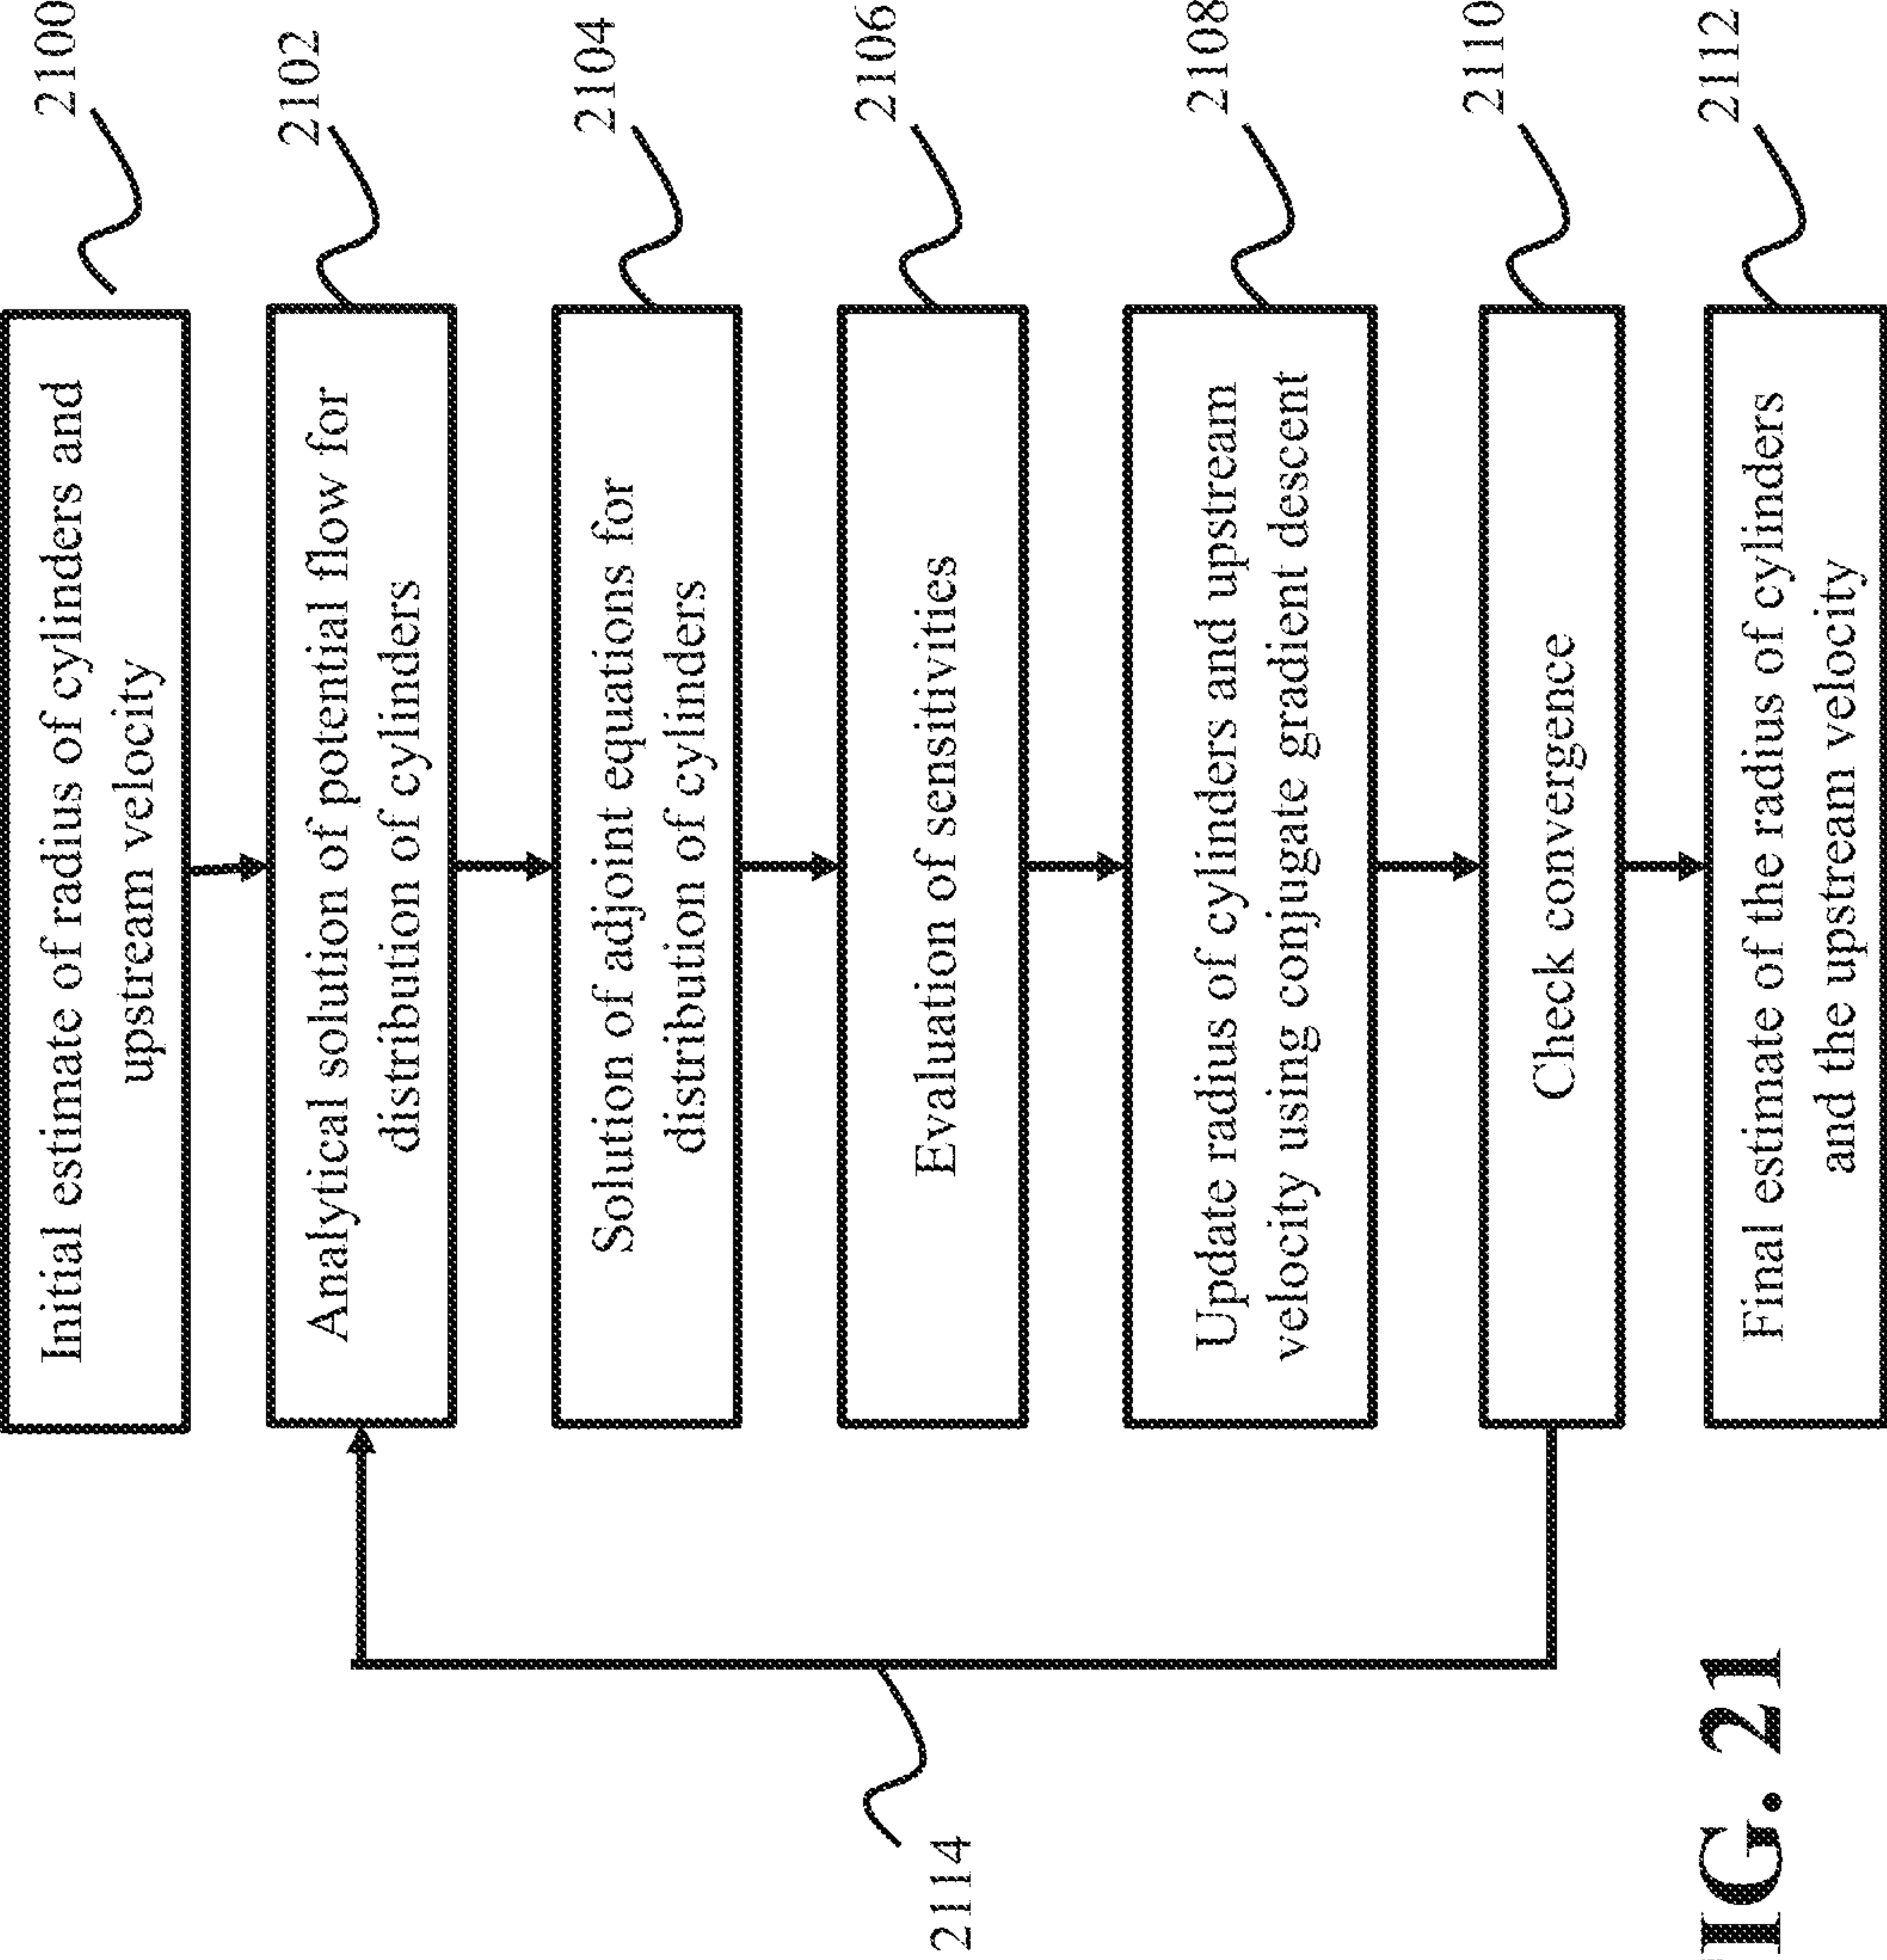 Initial estimate of radius of cylinders and
upstream velocity
2100
Analytical solution of potential flow for
distribution of cylinders
2102
Solution of adjoint equations for
distribution of cylinders
2104
Evaluation of sensitivities
2106
Update radius of cylinders and upstream
velocity using conjugate gradient descent
2108
Check convergence
2110
Final estimate of the radius of cylinders
and the upstream velocity
2112
2114
IG. 21